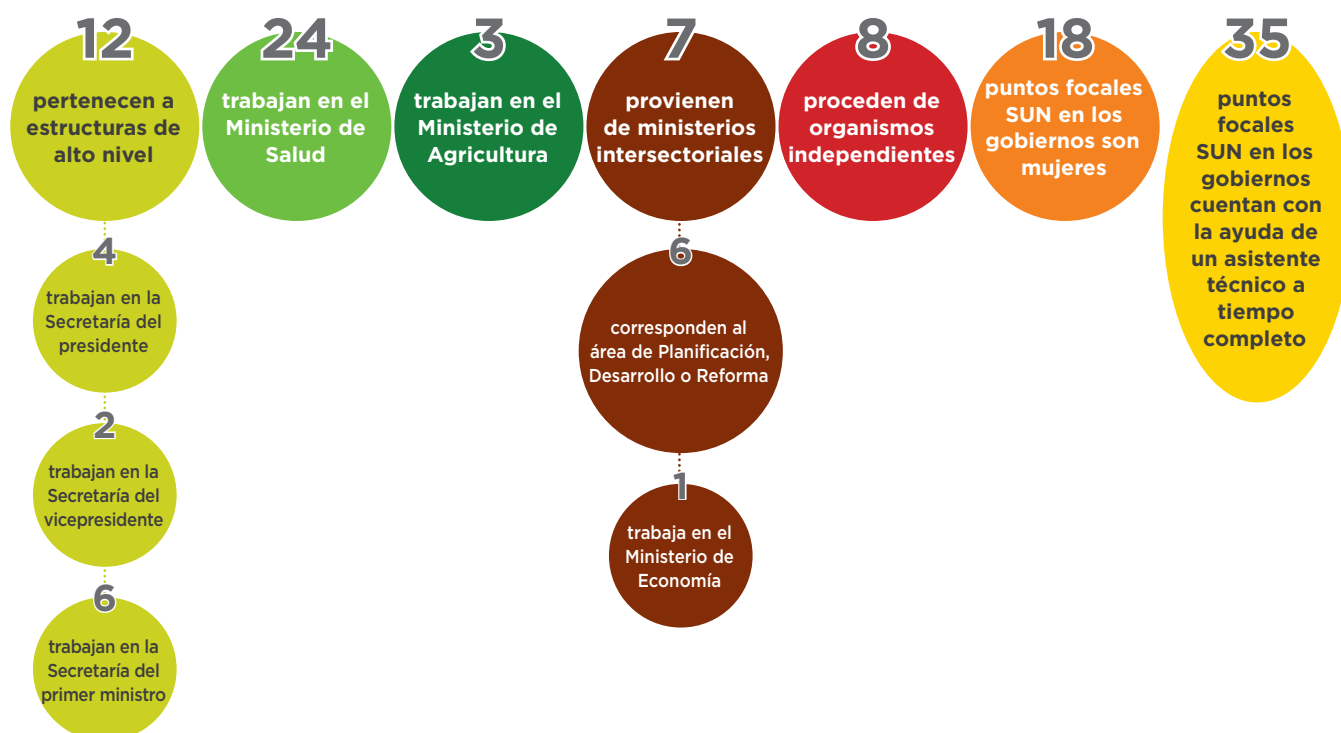 12
pertenecen a
estructuras de
alto nivel
4
trabajan en la
Secretaría del
presidente
2
trabajan en la
Secretaría del
vicepresidente
6
trabajan en la
Secretaría del
primer ministro
24
trabajan en el
Ministerio de
Salud
3
trabajan en el
Ministerio de
Agricultura
7
provienen
de ministerios
intersectoriales
6
corresponden al
área de Planificación,
Desarrollo o Reforma
1
trabaja en el
Ministerio de
Economía
8
proceden de
organismos
independientes
18
puntos focales
SUN en los
gobiernos son
mujeres
35
puntos
focales
SUN en los
gobiernos
cuentan con
la ayuda de
un asistente
técnico a
tiempo
completo